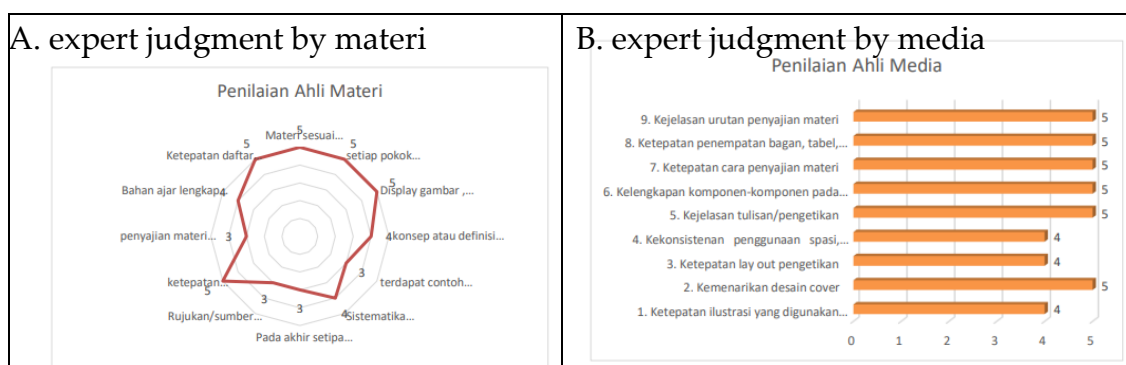 A. expert judgment by materi
Penilaian Ahli Materi
5
Materi sesuai...
5
setiap pokok...
5
Display gambar ,...
4
konsep atau definisi...
3
terdapat contoh...
4
Sistematika...
3
Pada akhir setipa...
3
Rujukan/sumber...
5
ketepatan...
3
penyajian materi...
4
Bahan ajar lengkap...
5
Ketepatan daftar...
B. expert judgment by media
Penilaian Ahli Media
9. Kejelasan urutan penyajian materi 5
8. Ketepatan penempatan bagan, tabel,... 5
7. Ketepatan cara penyajian materi 5
6. Kelengkapan komponen-komponen pada... 5
5. Kejelasan tulisan/pengetikan 5
4. Kekonsistenan penggunaan spasi,... 4
3. Ketepatan lay out pengetikan 4
2. Kemenarikan desain cover 5
1. Ketepatan ilustrasi yang digunakan... 4
0 1 2 3 4 5